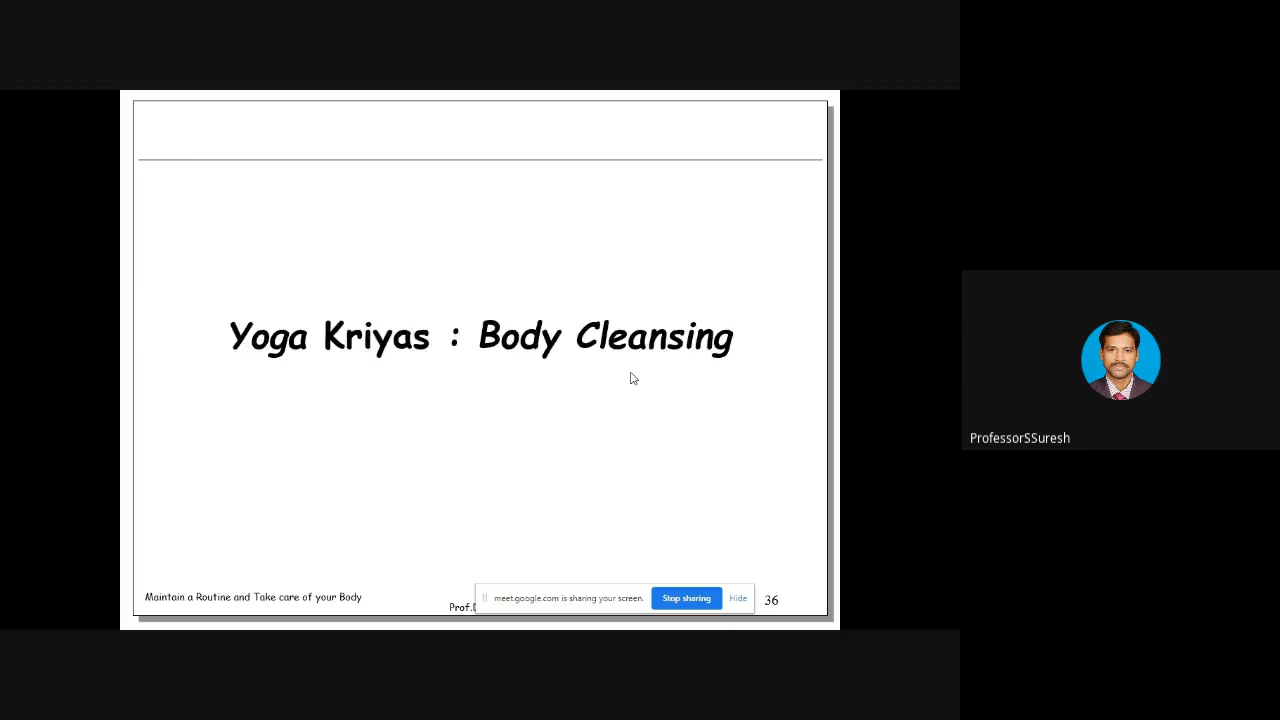 Yoga Kriyas : Body Cleansing
Maintain a Routine and Take care of your Body
meet.google.com is sharing your screen.
Stop sharing
Hide
36
ProfessorSSuresh